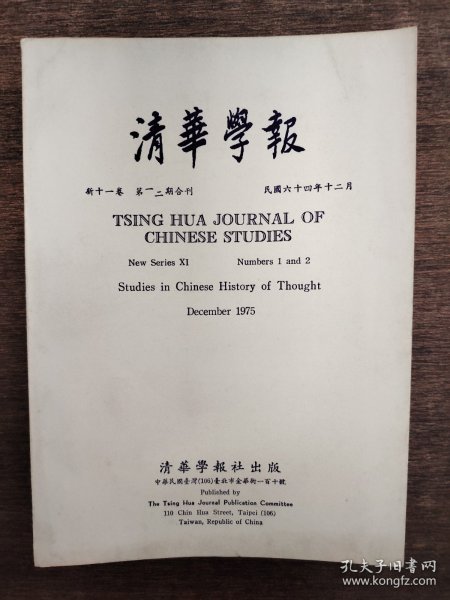 清華學報
新十一卷 第一二期合刊 民國六十四年十二月
TSING HUA JOURNAL OF
CHINESE STUDIES
New Series XI Numbers 1 and 2
Studies in Chinese History of Thought
December 1975
清華學報社出版
中華民國臺灣(106)臺北市金華街一百十號
Published by
The Tsing Hua Journal Publication Committee
110 Chin Hua Street, Taipei (106)
Taiwan, Republic of China
孔夫子旧书网
www.kongfz.com